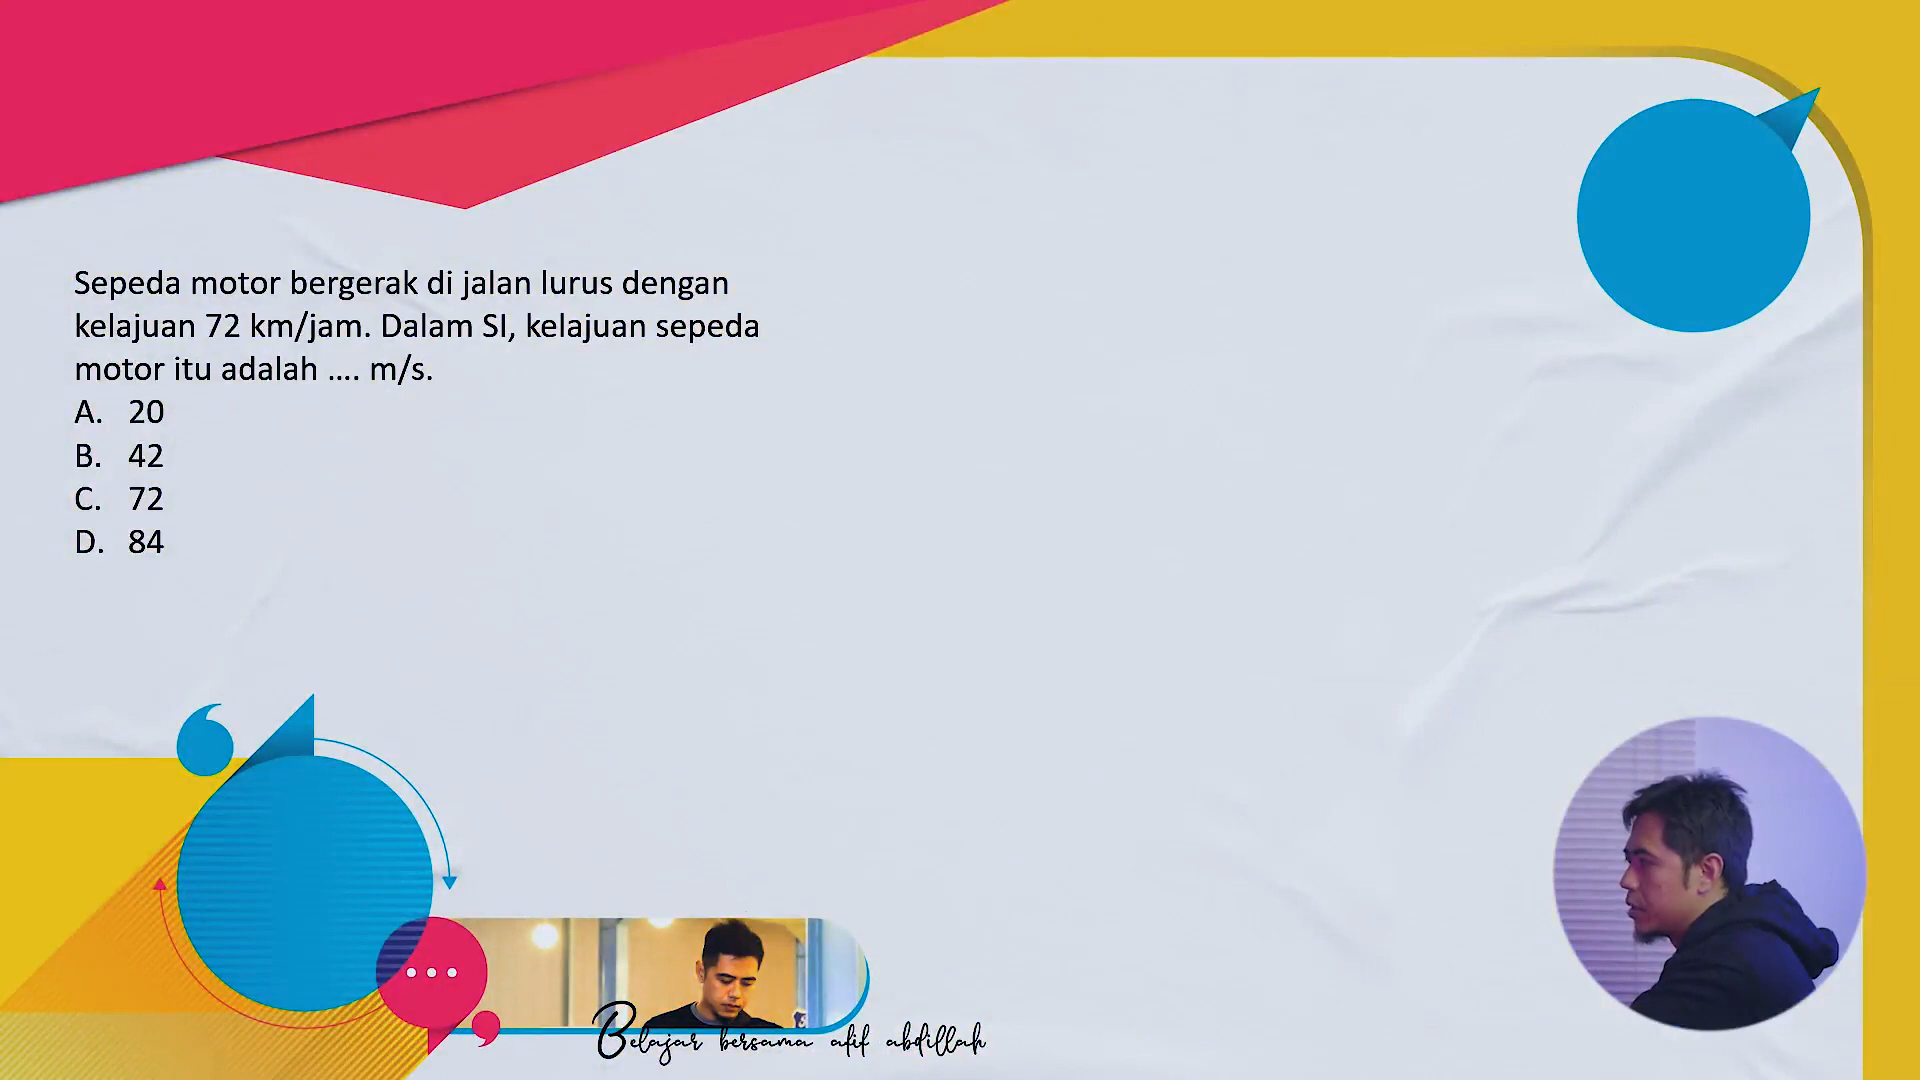 Sepeda motor bergerak di jalan lurus dengan
kelajuan 72 km/jam. Dalam SI, kelajuan sepeda
motor itu adalah .... m/s.
A. 20
B. 42
C. 72
D. 84
Belajar bersama afif abdillah